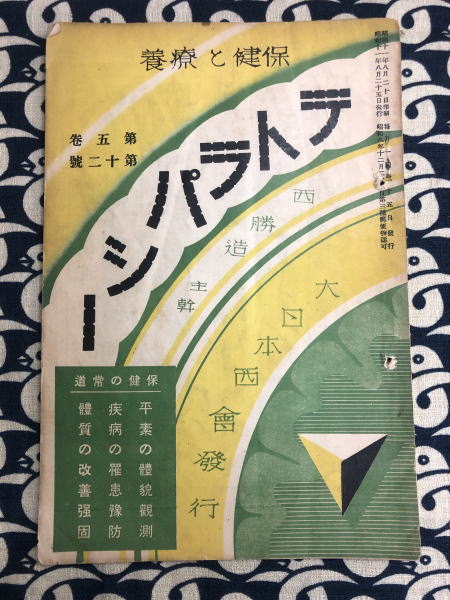 保健と療養
テトラパシー
第五卷
第十二號
西勝造
主幹
大日本西會發行
保健の常道
平素の體貌觀測
疾病の罹患豫防
體質の改善强固